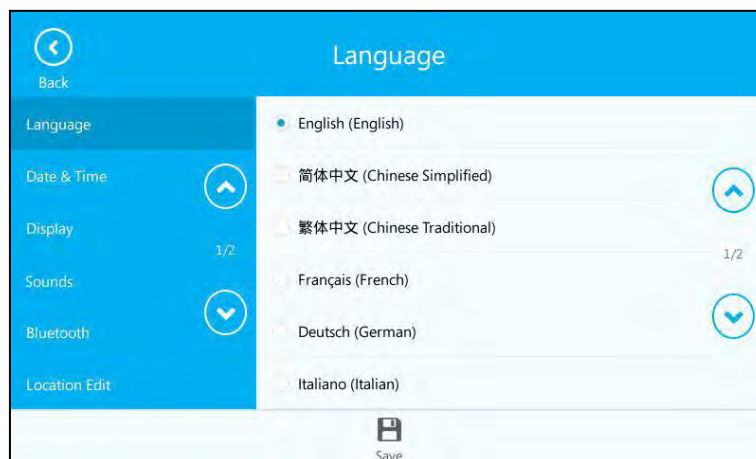 Language
Back
Language
Date & Time
Display
1/2
Sounds
Bluetooth
Location Edit
English (English)
简体中文 (Chinese Simplified)
繁体中文 (Chinese Traditional)
Français (French)
Deutsch (German)
Italiano (Italian)
1/2
Save